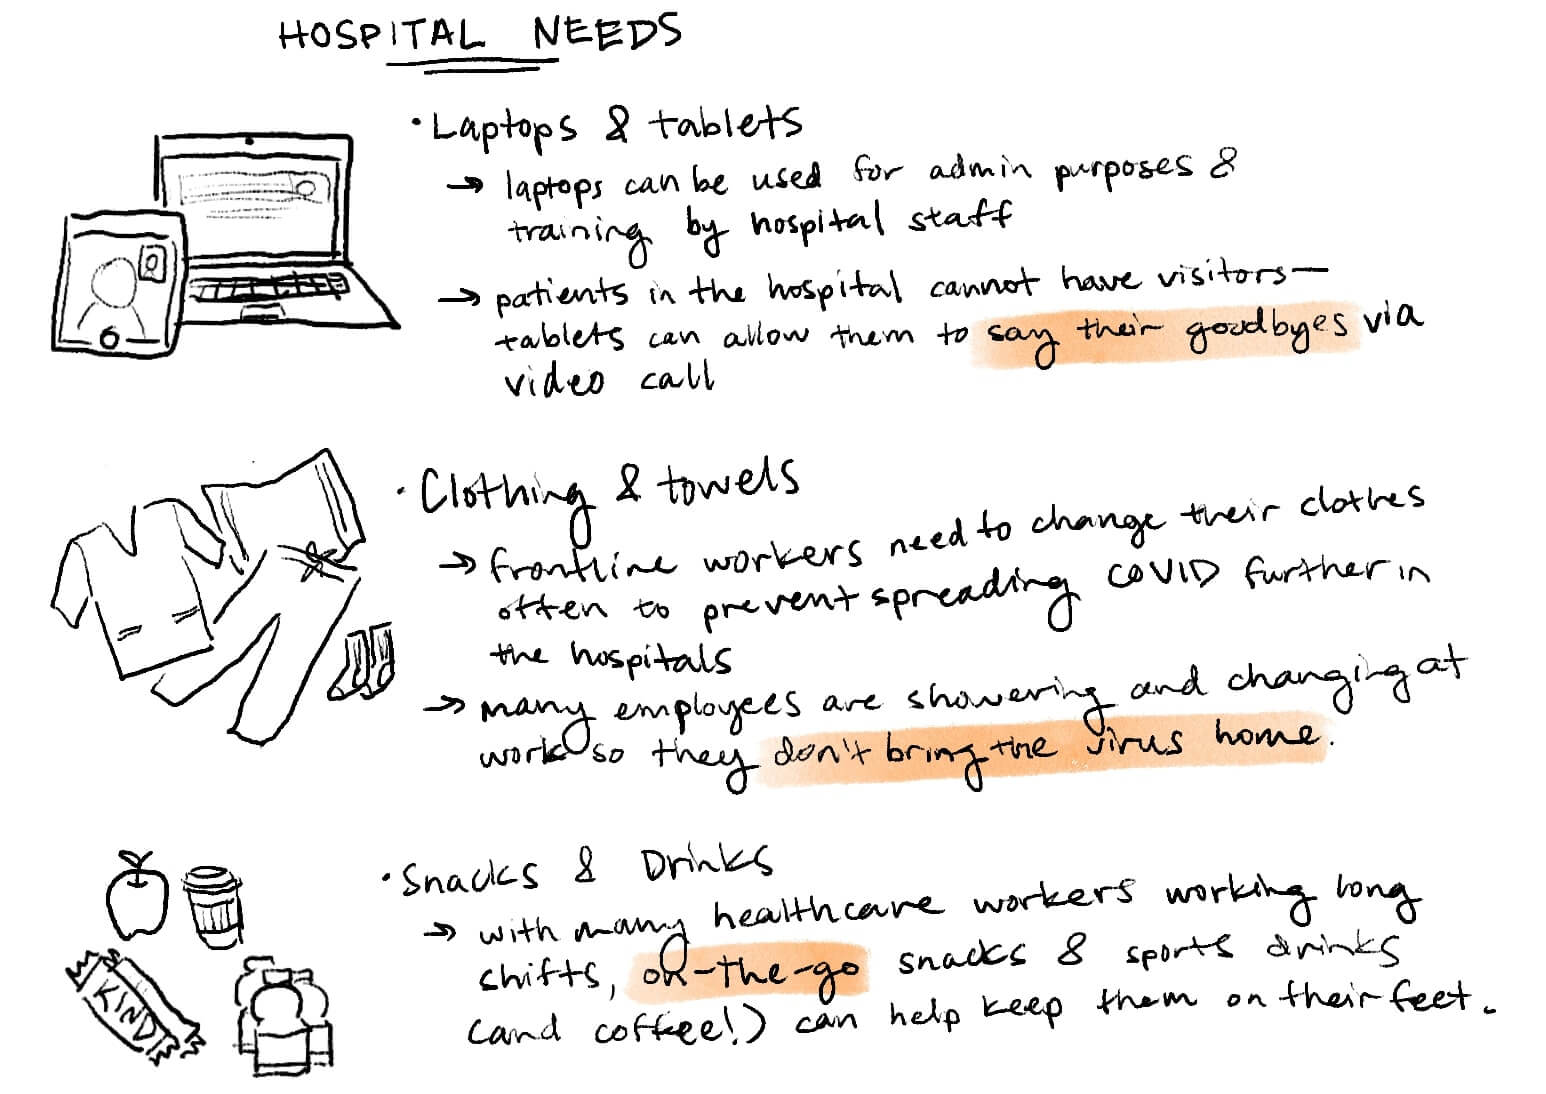 HOSPITAL NEEDS
• Laptops & tablets
→ laptops can be used for admin purposes &
training by hospital staff
→ patients in the hospital cannot have visitors—
tablets can allow them to say their goodbyes via
video call
• Clothing & towels
→ frontline workers need to change their clothes
often to prevent spreading COVID further in
the hospitals
→ many employees are showering and changing at
work so they don't bring the virus home.
• Snacks & Drinks
→ with many healthcare workers working long
shifts, on-the-go snacks & sports drinks
(and coffee!) can help keep them on their feet.
KIND